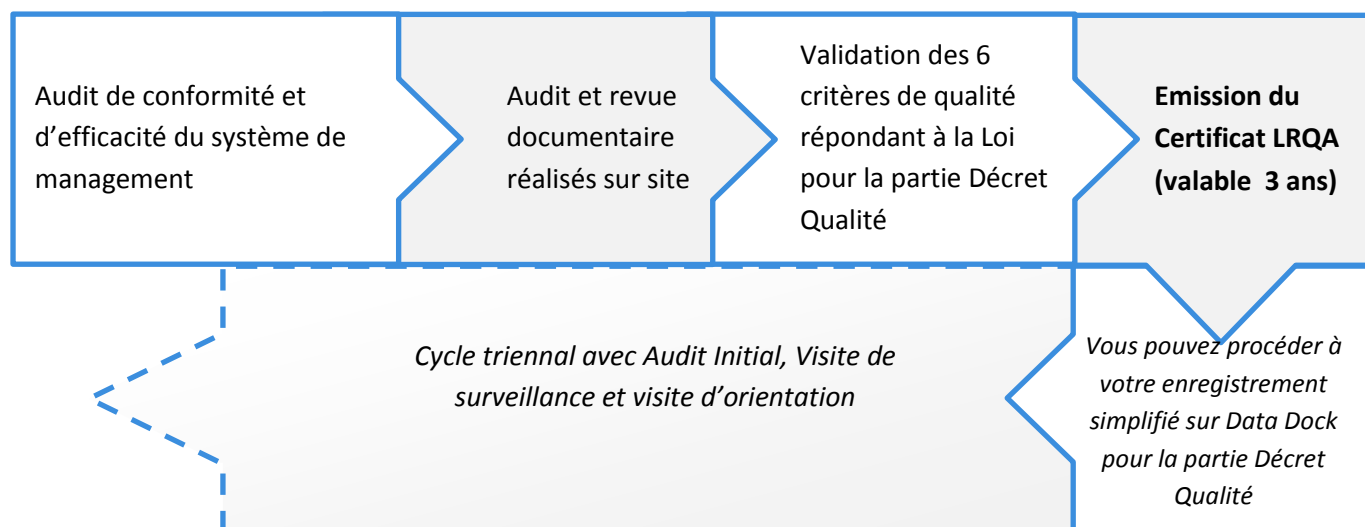 Audit de conformité et
d'efficacité du système de
management
Audit et revue
documentaire
réalisés sur site
Validation des 6
critères de qualité
répondant à la Loi
pour la partie Décret
Qualité
Emission du
Certificat LRQA
(valable 3 ans)
Cycle triennal avec Audit Initial, Visite de
surveillance et visite d'orientation
Vous pouvez procéder à
votre enregistrement
simplifié sur Data Dock
pour la partie Décret
Qualité